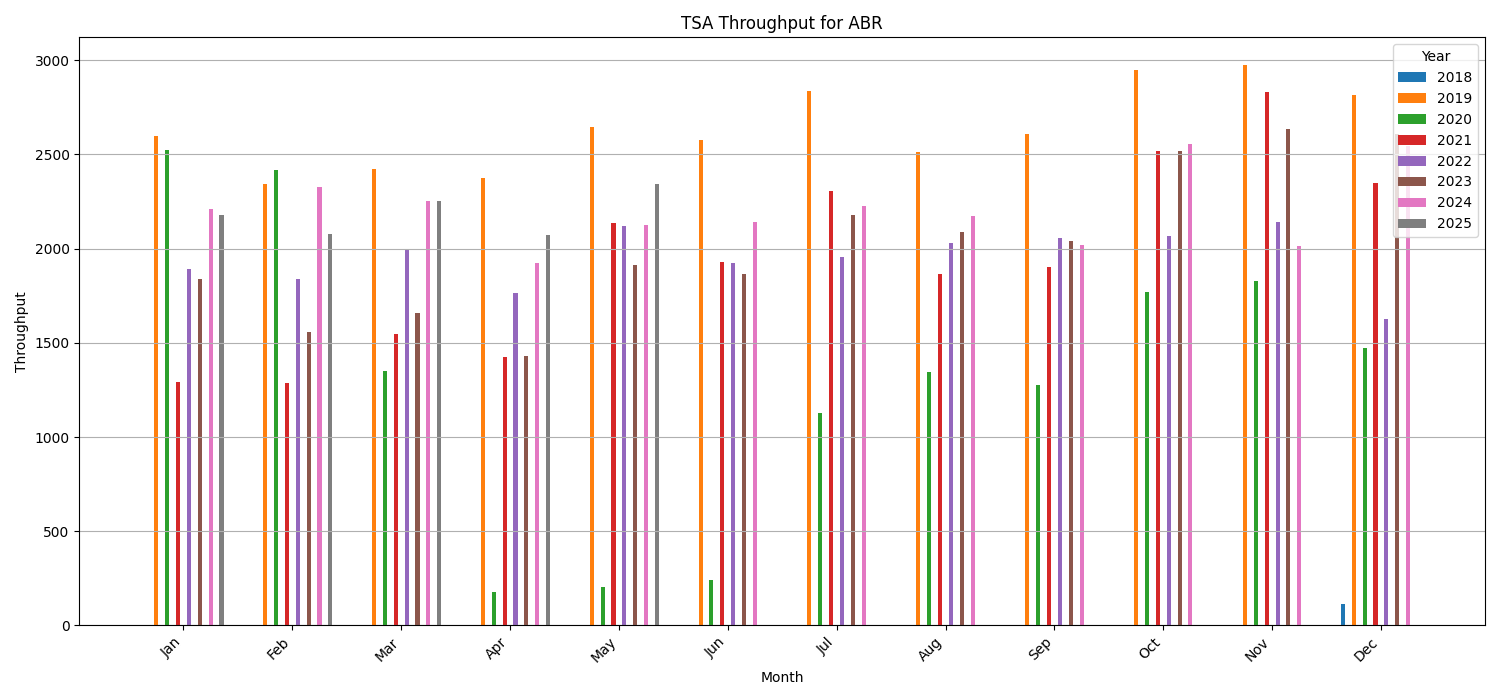 TSA Throughput for ABR
Throughput
3000
2500
2000
1500
1000
500
0
Year
2018
2019
2020
2021
2022
2023
2024
2025
Jan
Feb
Mar
Apr
May
Jun
Jul
Aug
Sep
Oct
Nov
Dec
Month